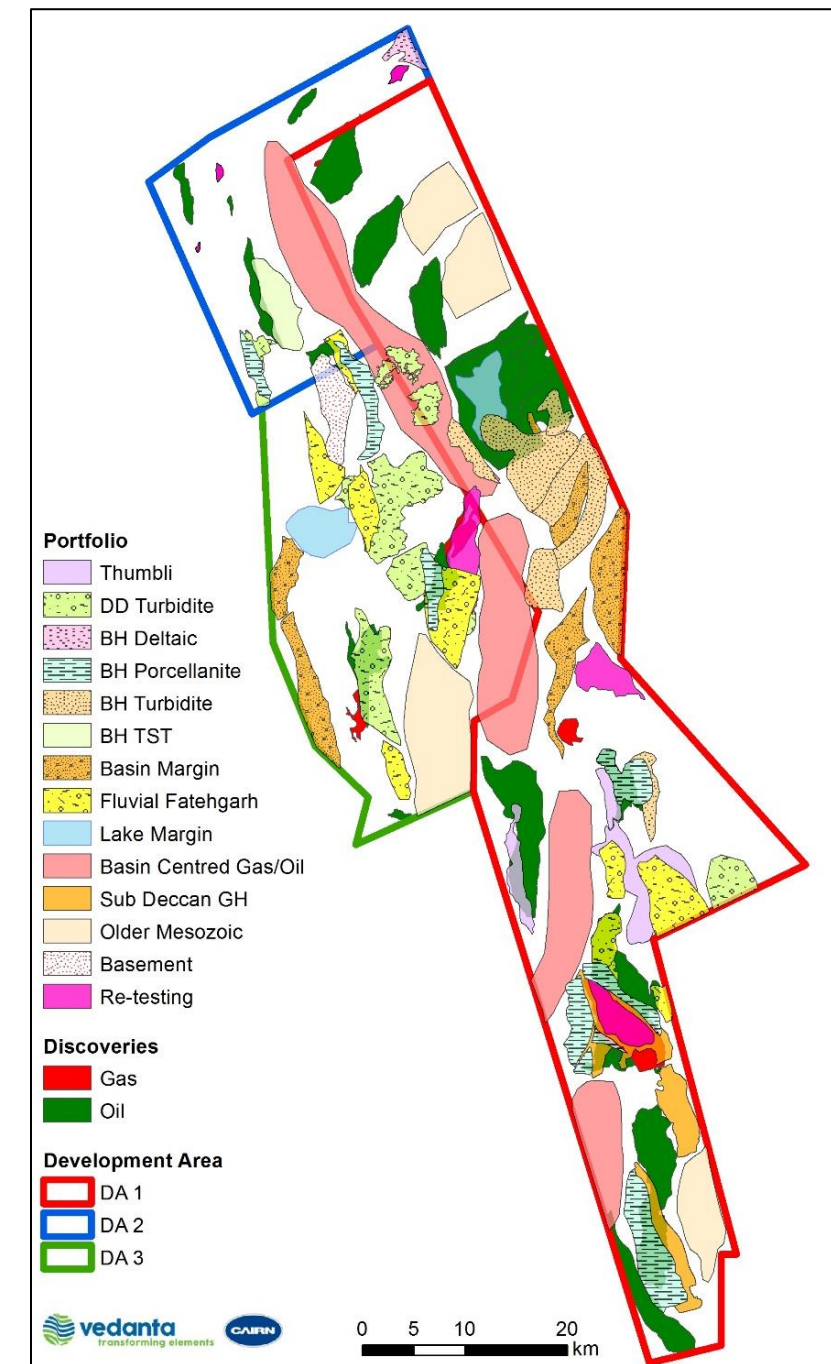 Portfolio
Thumbli
DD Turbidite
BH Deltaic
BH Porcellanite
BH Turbidite
BH TST
Basin Margin
Fluvial Fatehgarh
Lake Margin
Basin Centred Gas/Oil
Sub Deccan GH
Older Mesozoic
Basement
Re-testing
Discoveries
Gas
Oil
Development Area
DA 1
DA 2
DA 3
vedanta
transforming elements
CAIRN
0 5 10 20
km